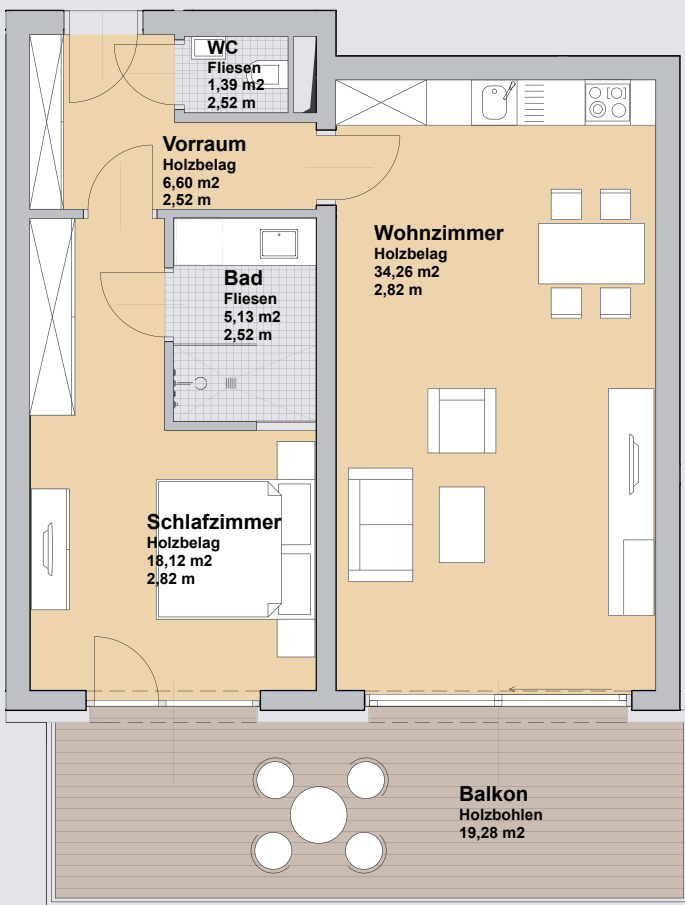 WC
Fliesen
1,39 m2
2,52 m
Vorraum
Holzbelag
6,60 m2
2,52 m
Wohnzimmer
Holzbelag
34,26 m2
2,82 m
Bad
Fliesen
5,13 m2
2,52 m
Schlafzimmer
Holzbelag
18,12 m2
2,82 m
Balkon
Holzbohlen
19,28 m2